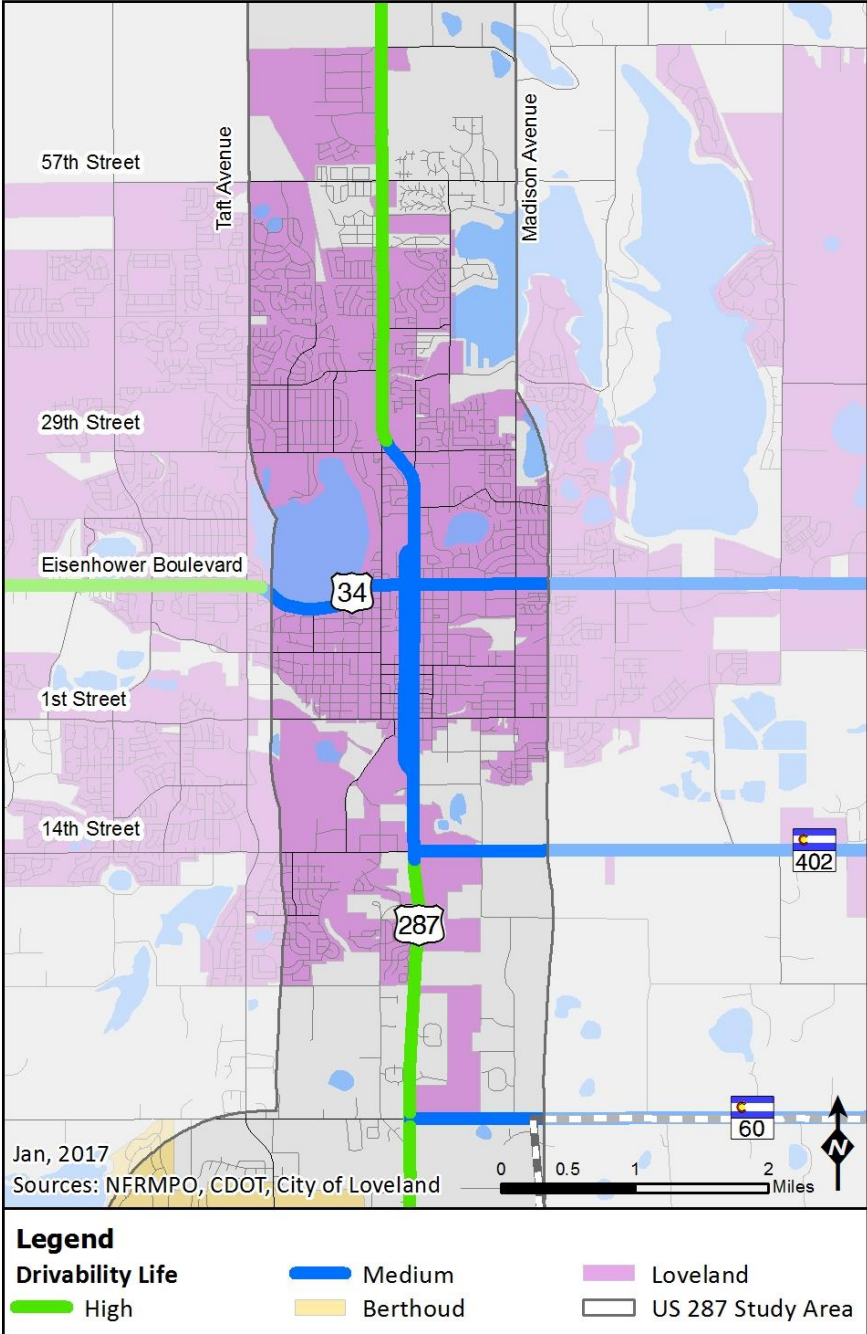 57th Street
Taft Avenue
Madison Avenue
29th Street
Eisenhower Boulevard
34
1st Street
14th Street
402
287
60
N
Jan, 2017
Sources: NFRMPO, CDOT, City of Loveland
0 0.5 1 2
Miles
Legend
Drivability Life
High
Medium
Berthoud
Loveland
US 287 Study Area